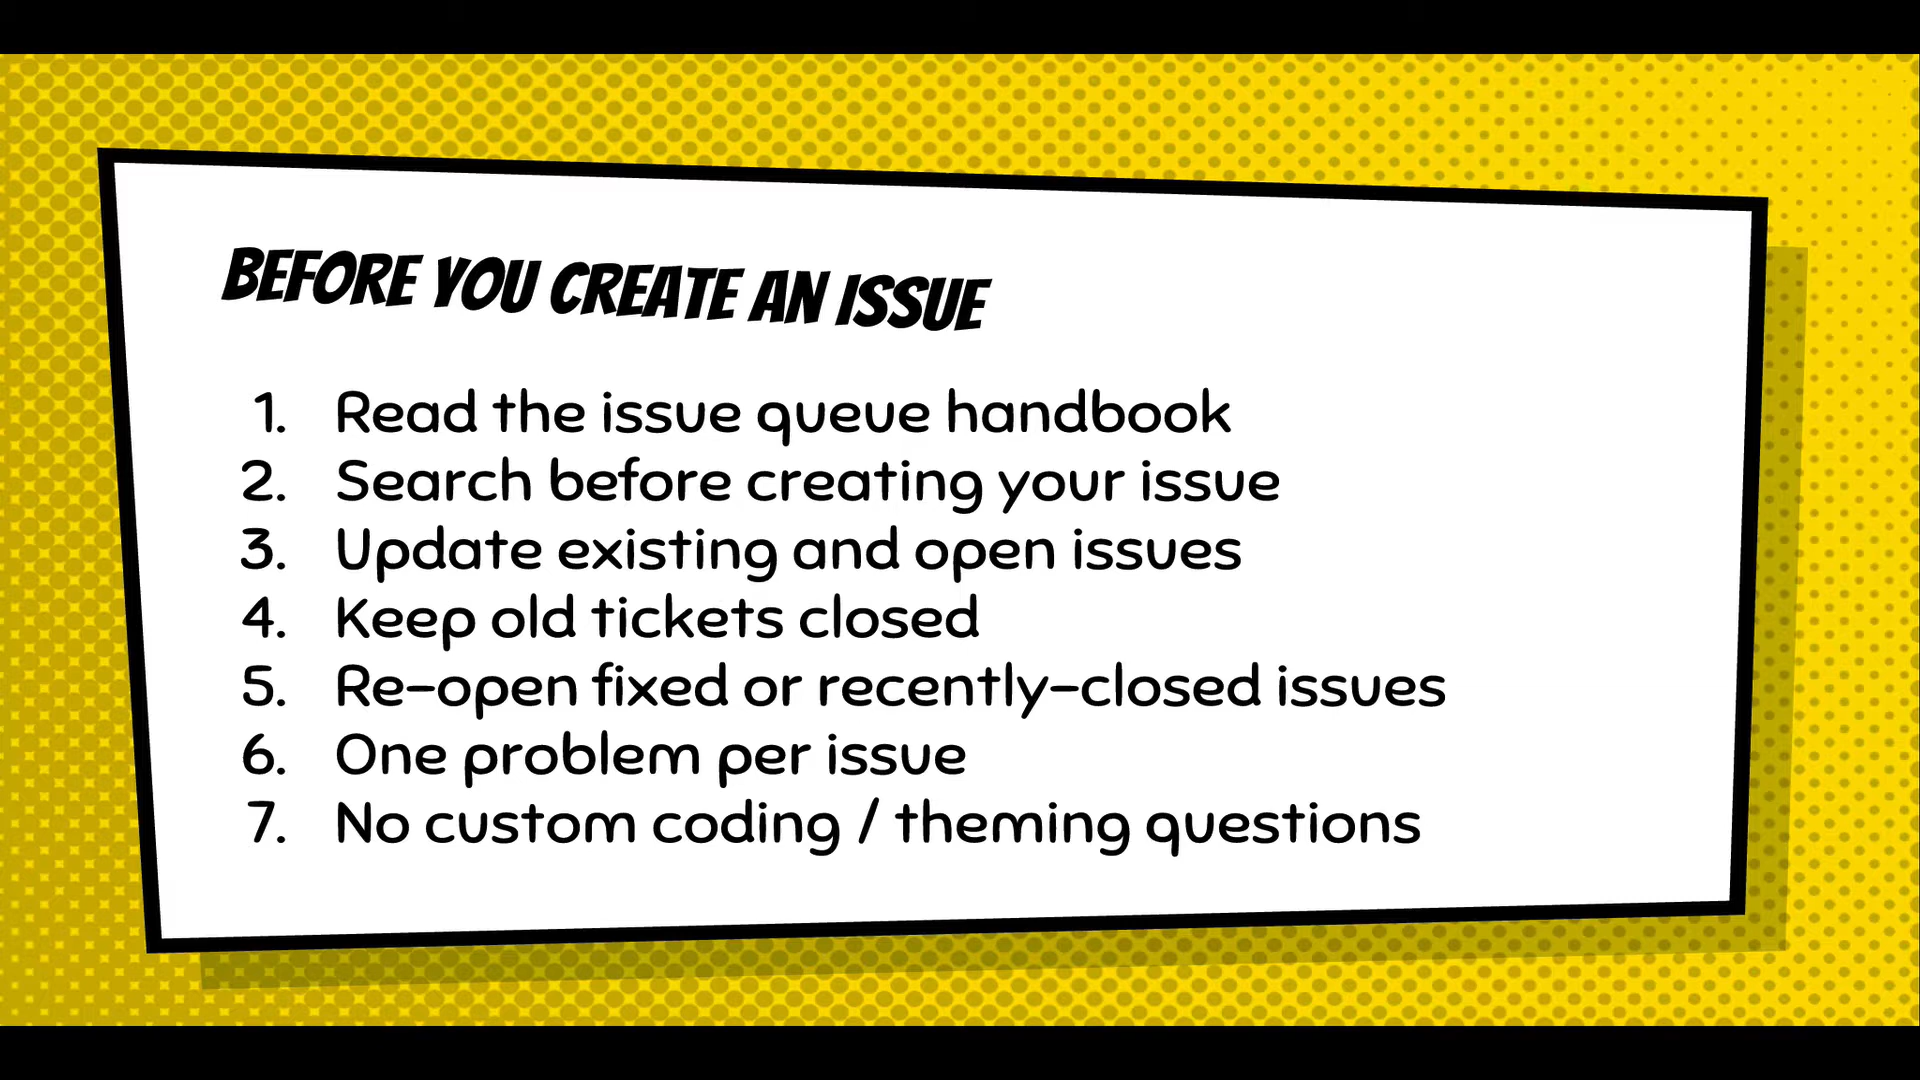 BEFORE YOU CREATE AN ISSUE
1. Read the issue queue handbook
2. Search before creating your issue
3. Update existing and open issues
4. Keep old tickets closed
5. Re-open fixed or recently-closed issues
6. One problem per issue
7. No custom coding / theming questions